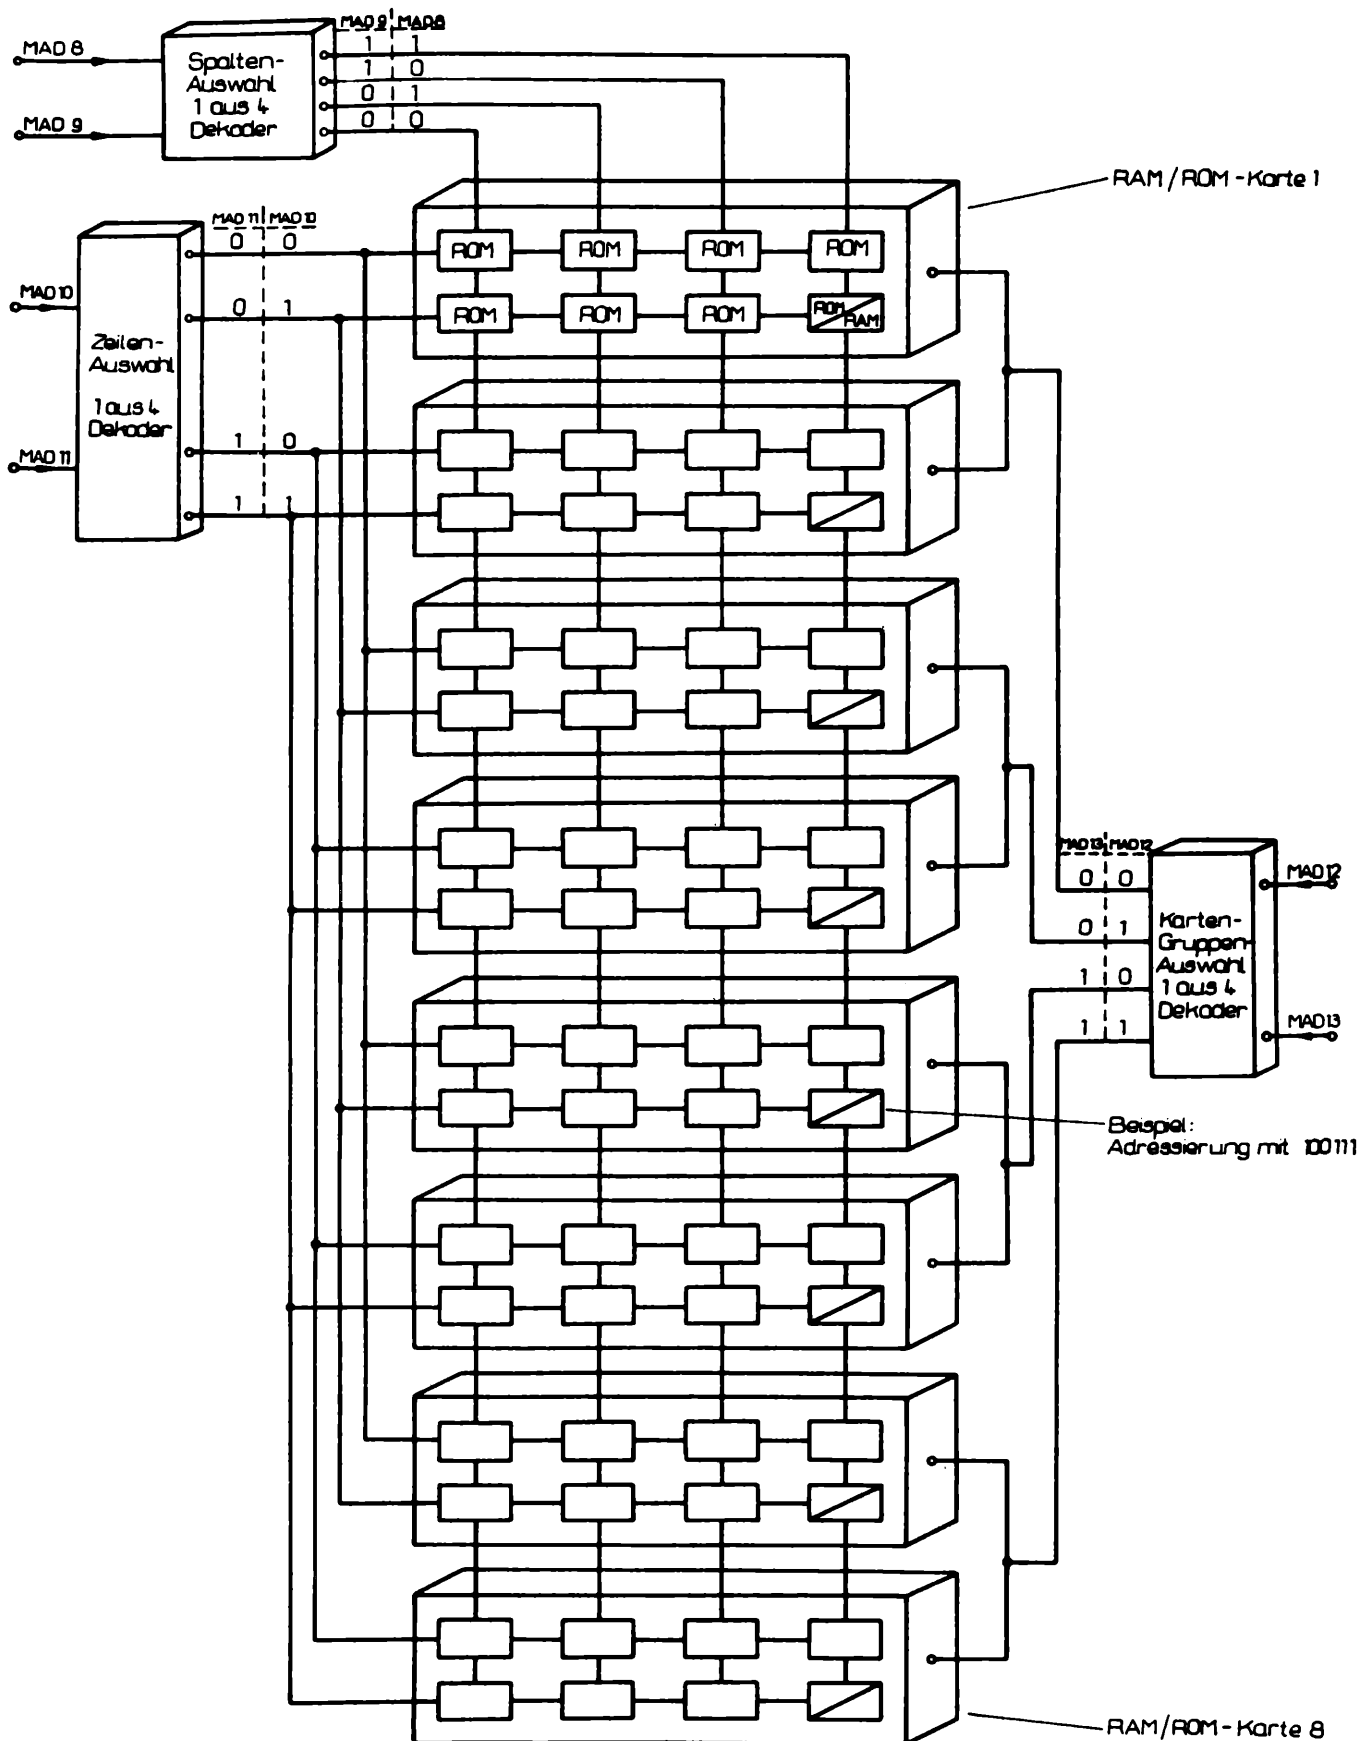 MAD 8
MAD 9
Spalten-
Auswahl
1 aus 4
Dekoder
MAD 9 MAD 8
1 1
1 0
0 1
0 0
RAM/ROM-Karte 1
MAD 10
MAD 11
Zeilen-
Auswahl
1 aus 4
Dekoder
MAD 11 MAD 10
0 0
0 1
1 0
1 1
ROM ROM ROM ROM
ROM ROM ROM ROM RAM
MAD 13 MAD 12
0 0
0 1
1 0
1 1
Karten-
Gruppen-
Auswahl
1 aus 4
Dekoder
MAD 12
MAD 13
Beispiel:
Adressierung mit 100111
RAM/ROM-Karte 8